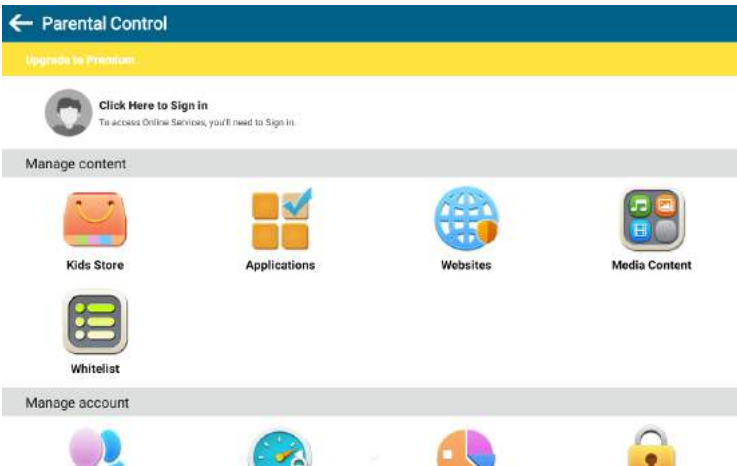 Parental Control
Upgrade to Premium
Click Here to Sign in
To access Online Services, you'll need to Sign in.
Manage content
Kids Store
Applications
Websites
Media Content
Whitelist
Manage account